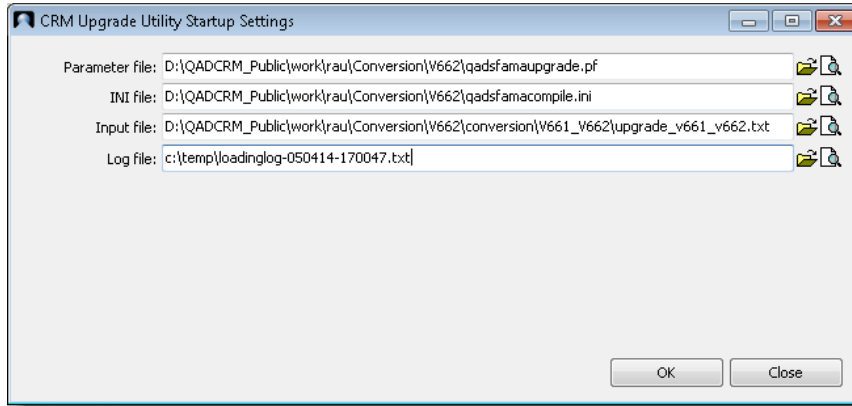 CRM Upgrade Utility Startup Settings
Parameter file: D:\QADCRM_Public\work\rau\Conversion\V662\qadsfamaupgrade.pf
INI file: D:\QADCRM_Public\work\rau\Conversion\V662\qadsfamacompile.ini
Input file: D:\QADCRM_Public\work\rau\Conversion\V662\conversion\V661_V662\upgrade_v661_v662.txt
Log file: c:\temp\loadinglog-050414-170047.txt
OK Close